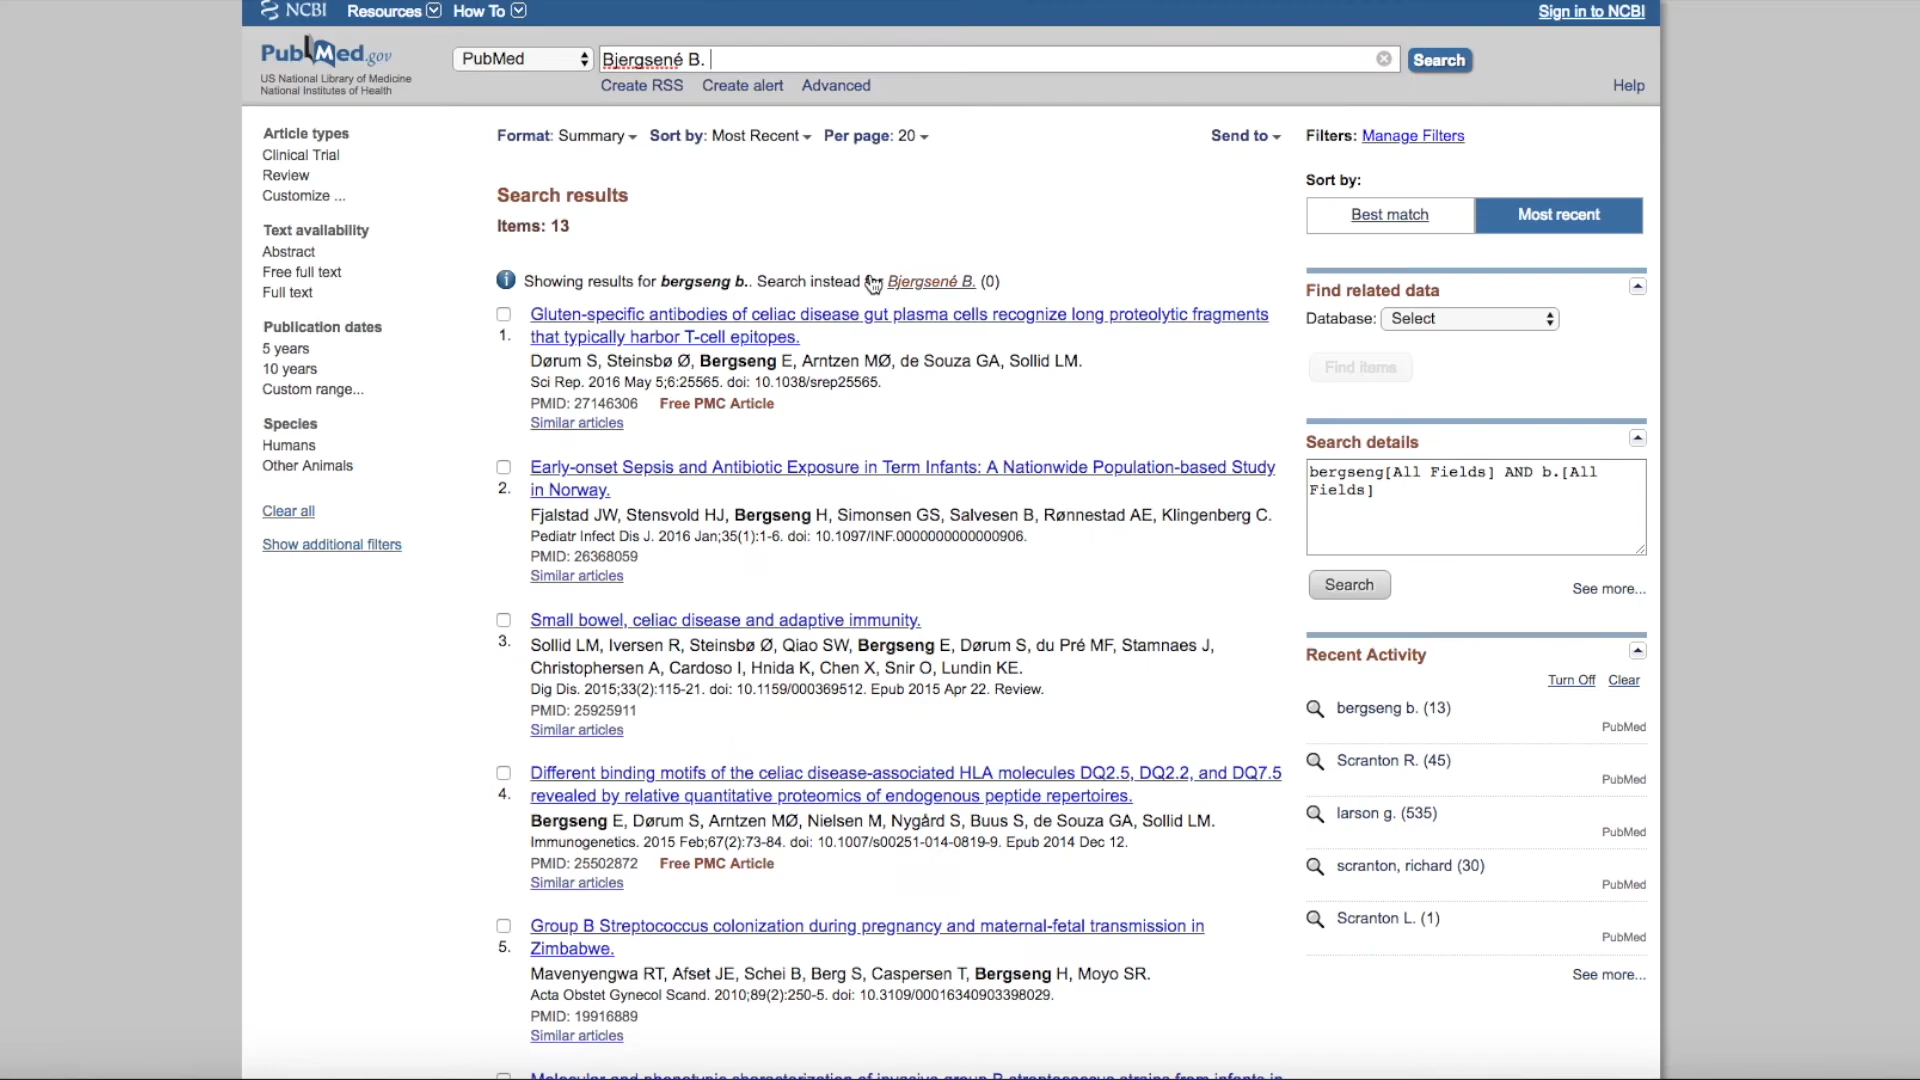 NCBI Resources How To Sign in to NCBI
PubMed.gov
US National Library of Medicine
National Institutes of Health
PubMed Bjergsené B. Search
Create RSS Create alert Advanced Help
Article types
Clinical Trial
Review
Customize ...
Text availability
Abstract
Free full text
Full text
Publication dates
5 years
10 years
Custom range...
Species
Humans
Other Animals
Clear all
Show additional filters
Format: Summary Sort by: Most Recent Per page: 20 Send to
Search results
Items: 13
Showing results for bergseng b.. Search instead Bjergsené B. (0)
Gluten-specific antibodies of celiac disease gut plasma cells recognize long proteolytic fragments
1. that typically harbor T-cell epitopes.
Dørum S, Steinsbø Ø, Bergseng E, Arntzen MØ, de Souza GA, Sollid LM.
Sci Rep. 2016 May 5;6:25565. doi: 10.1038/srep25565.
PMID: 27146306 Free PMC Article
Similar articles
Early-onset Sepsis and Antibiotic Exposure in Term Infants: A Nationwide Population-based Study
2. in Norway.
Fjalstad JW, Stensvold HJ, Bergseng H, Simonsen GS, Salvesen B, Rønnestad AE, Klingenberg C.
Pediatr Infect Dis J. 2016 Jan;35(1):1-6. doi: 10.1097/INF.0000000000000906.
PMID: 26368059
Similar articles
Small bowel, celiac disease and adaptive immunity.
3. Sollid LM, Iversen R, Steinsbø Ø, Qiao SW, Bergseng E, Dørum S, du Pré MF, Stamnaes J,
Christophersen A, Cardoso I, Hnida K, Chen X, Snir O, Lundin KE.
Dig Dis. 2015;33(2):115-21. doi: 10.1159/000369512. Epub 2015 Apr 22. Review.
PMID: 25925911
Similar articles
Different binding motifs of the celiac disease-associated HLA molecules DQ2.5, DQ2.2, and DQ7.5
4. revealed by relative quantitative proteomics of endogenous peptide repertoires.
Bergseng E, Dørum S, Arntzen MØ, Nielsen M, Nygård S, Buus S, de Souza GA, Sollid LM.
Immunogenetics. 2015 Feb;67(2):73-84. doi: 10.1007/s00251-014-0819-9. Epub 2014 Dec 12.
PMID: 25502872 Free PMC Article
Similar articles
Group B Streptococcus colonization during pregnancy and maternal-fetal transmission in
5. Zimbabwe.
Mavenyengwa RT, Afset JE, Schei B, Berg S, Caspersen T, Bergseng H, Moyo SR.
Acta Obstet Gynecol Scand. 2010;89(2):250-5. doi: 10.3109/00016340903398029.
PMID: 19916889
Similar articles
Molecular and phenotypic characterization of invasive group B streptococcus strains from infants in
Filters: Manage Filters
Sort by:
Best match Most recent
Find related data
Database: Select
Find items
Search details
bergseng[All Fields] AND b.[All
Fields]
Search See more...
Recent Activity
Turn Off Clear
bergseng b. (13)
PubMed
Scranton R. (45)
PubMed
larson g. (535)
PubMed
scranton, richard (30)
PubMed
Scranton L. (1)
PubMed
See more...